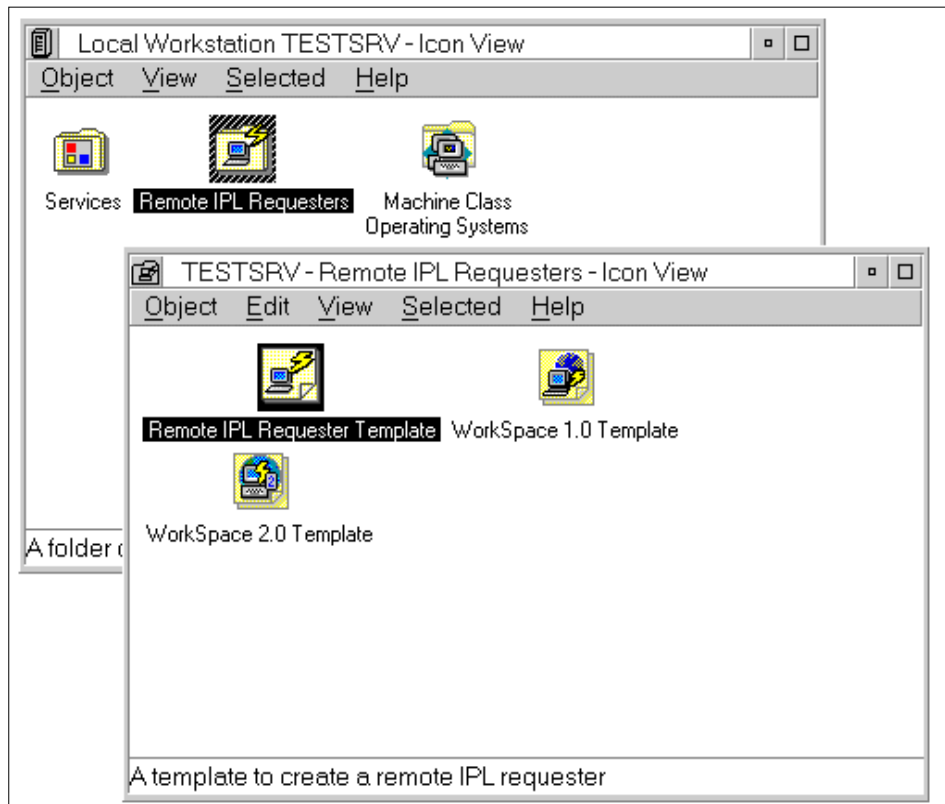 Local Workstation TESTSRV - Icon View
Object View Selected Help
Services
Remote IPL Requesters
Machine Class
Operating Systems
A folder
TESTSRV - Remote IPL Requesters - Icon View
Object Edit View Selected Help
Remote IPL Requester Template
WorkSpace 1.0 Template
2
WorkSpace 2.0 Template
A template to create a remote IPL requester